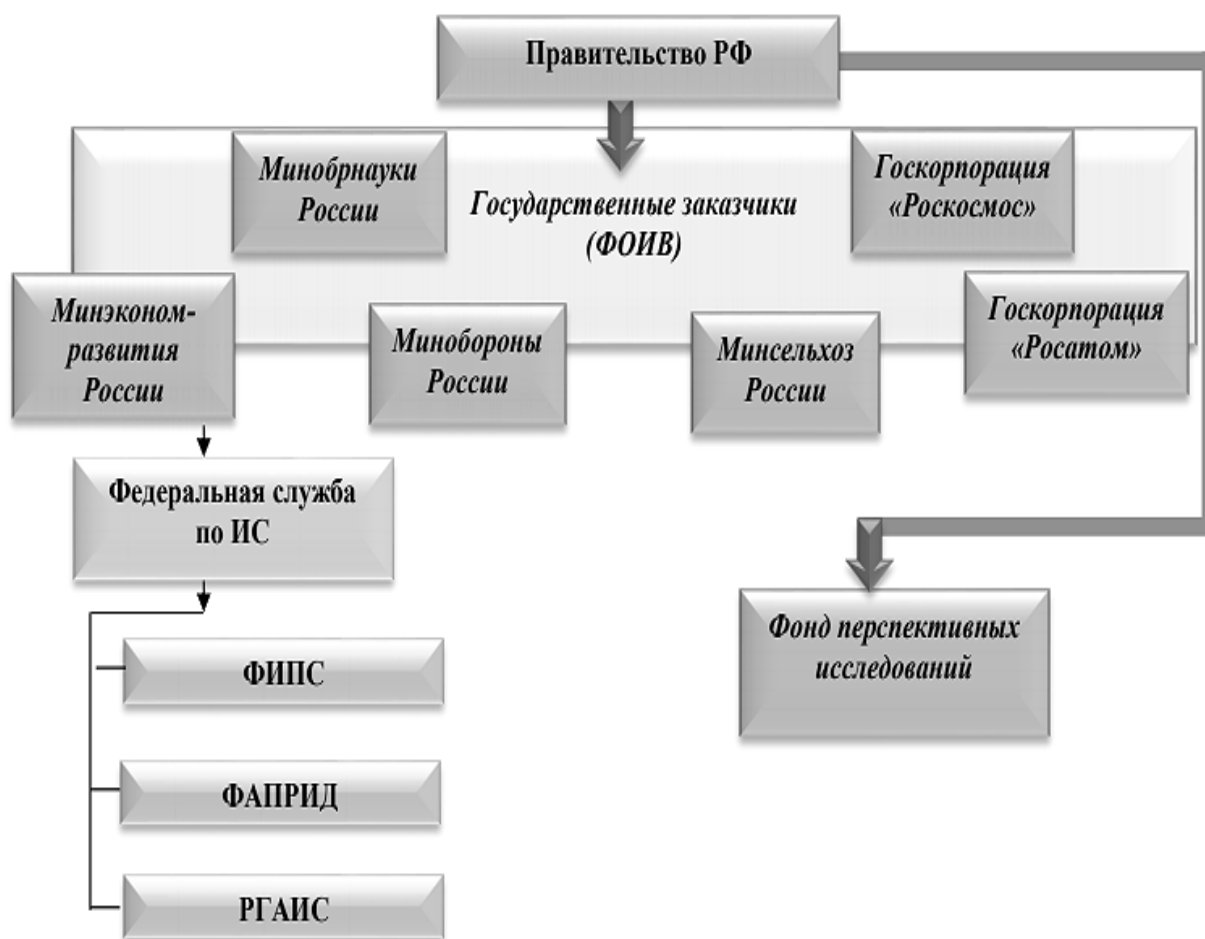 Правительство РФ
Минобрнауки
России
Государственные заказчики
(ФОИВ)
Госкорпорация
«Роскосмос»
Минэконом-
развития
России
Минобороны
России
Минсельхоз
России
Госкорпорация
«Росатом»
Федеральная служба
по ИС
ФИПС
ФАПРИД
РГАИС
Фонд перспективных
исследований